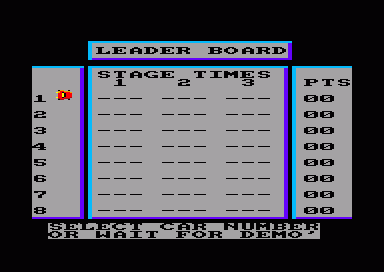 LEADER BOARD
STAGE TIMES
1 2 3 PTS
1 --- --- --- 00
2 --- --- --- 00
3 --- --- --- 00
4 --- --- --- 00
5 --- --- --- 00
6 --- --- --- 00
7 --- --- --- 00
8 --- --- --- 00
SELECT CAR NUMBER
OR WAIT FOR DEMO.